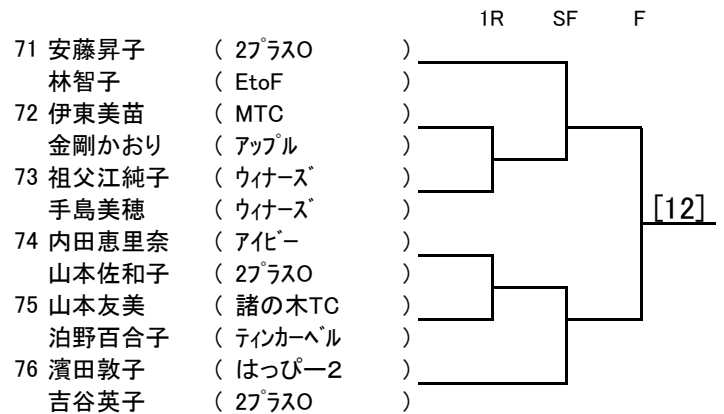 1R SF F
71 安藤昇子 ( 2プラスO )
林智子 ( EtoF )
72 伊東美苗 ( MTC )
金剛かおり ( アップル )
73 祖父江純子 ( ウィナーズ )
手島美穂 ( ウィナーズ )
[12]
74 内田恵里奈 ( アイビー )
山本佐和子 ( 2プラスO )
75 山本友美 ( 諸の木TC )
泊野百合子 ( ティンカーベル )
76 濱田敦子 ( はっぴー2 )
吉谷英子 ( 2プラスO )